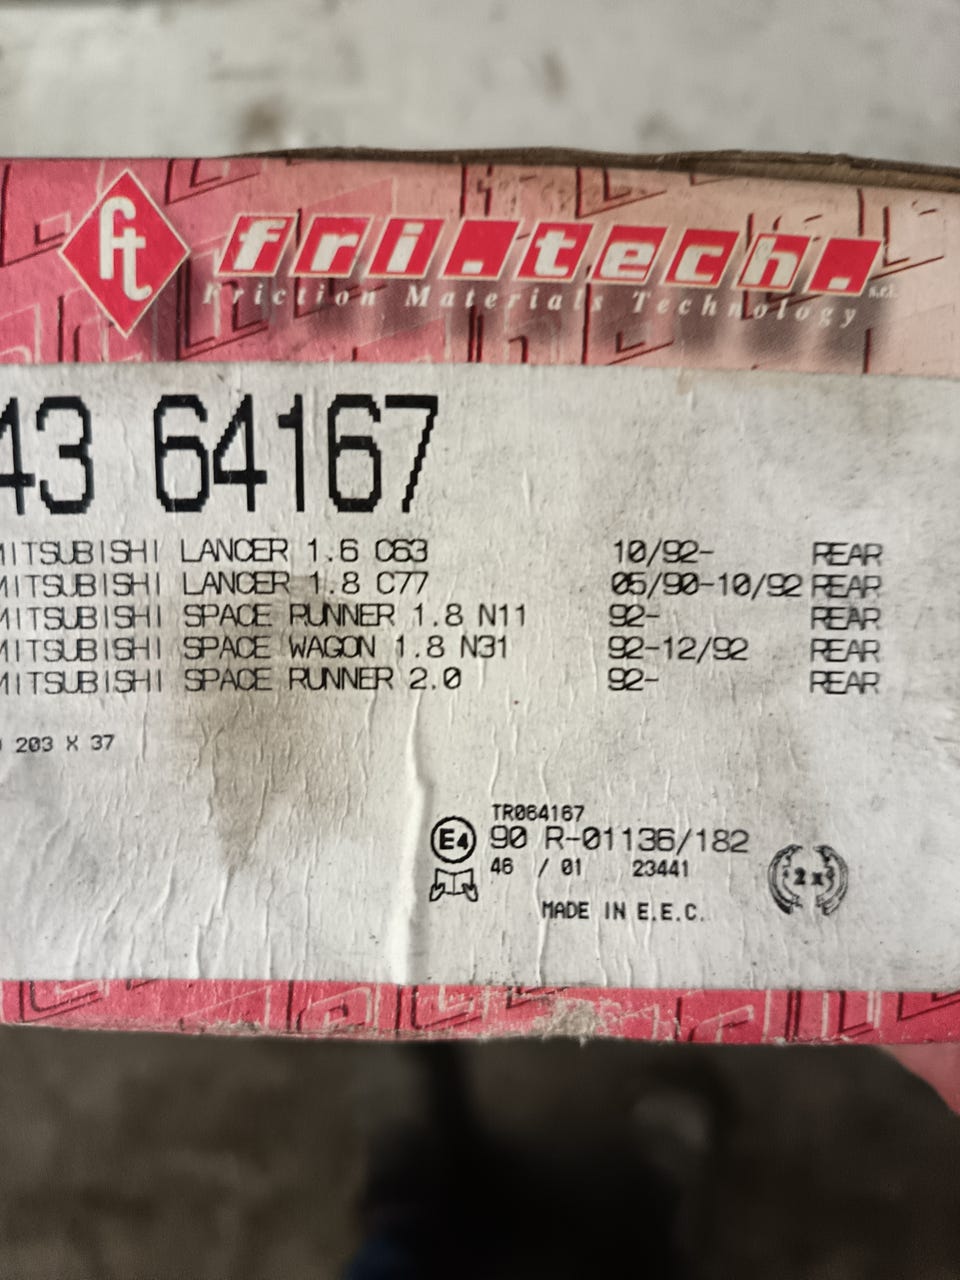 ft fri.tech. s.r.l.
Friction Materials Technology
43 64167
MITSUBISHI LANCER 1.6 C63 10/92- REAR
MITSUBISHI LANCER 1.8 C77 05/90-10/92 REAR
MITSUBISHI SPACE RUNNER 1.8 N11 92- REAR
MITSUBISHI SPACE WAGON 1.8 N31 92-12/92 REAR
MITSUBISHI SPACE RUNNER 2.0 92- REAR
203 X 37
TR064167
E4 90 R-01136/182
46 / 01 23441
2x
MADE IN E.E.C.